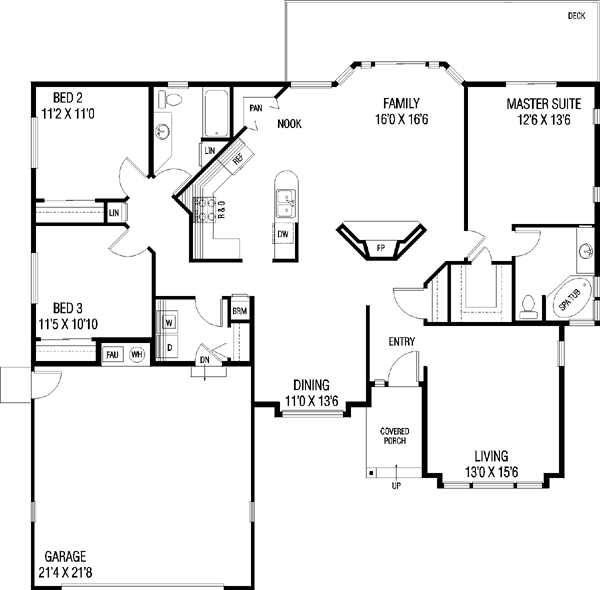 DECK
BED 2
11'2 X 11'0
PAN
NOOK
FAMILY
16'0 X 16'6
MASTER SUITE
12'6 X 13'6
LIN
REF
LIN
R & O
DW
FP
SPA TUB
BED 3
11'5 X 10'10
W
D
BRM
FAU
WH
DN
ENTRY
DINING
11'0 X 13'6
COVERED
PORCH
UP
LIVING
13'0 X 15'6
GARAGE
21'4 X 21'8